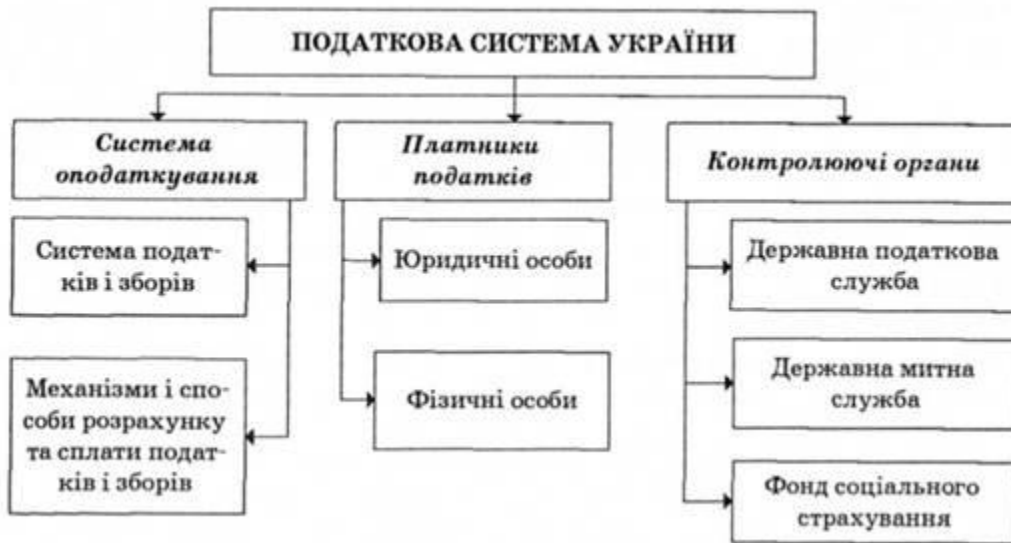 ПОДАТКОВА СИСТЕМА УКРАЇНИ
Система
оподаткування
Система подат-
ків і зборів
Механізми і спо-
соби розрахунку
та сплати подат-
ків і зборів
Платники
податків
Юридичні особи
Фізичні особи
Контролюючі органи
Державна податкова
служба
Державна митна
служба
Фонд соціального
страхування